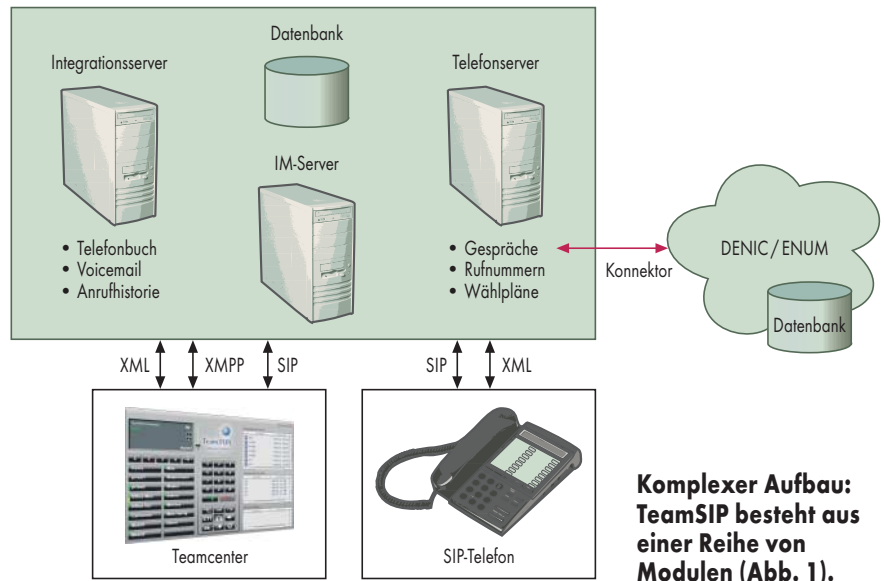 Datenbank
Integrationsserver
Telefonserver
IM-Server
• Telefonbuch
• Voicemail
• Anrufhistorie
• Gespräche
• Rufnummern
• Wählpläne
Konnektor
DENIC/ENUM
Datenbank
XML
XMPP
SIP
SIP
XML
Teamcenter
SIP-Telefon
Komplexer Aufbau:
TeamSIP besteht aus
einer Reihe von
Modulen (Abb. 1).